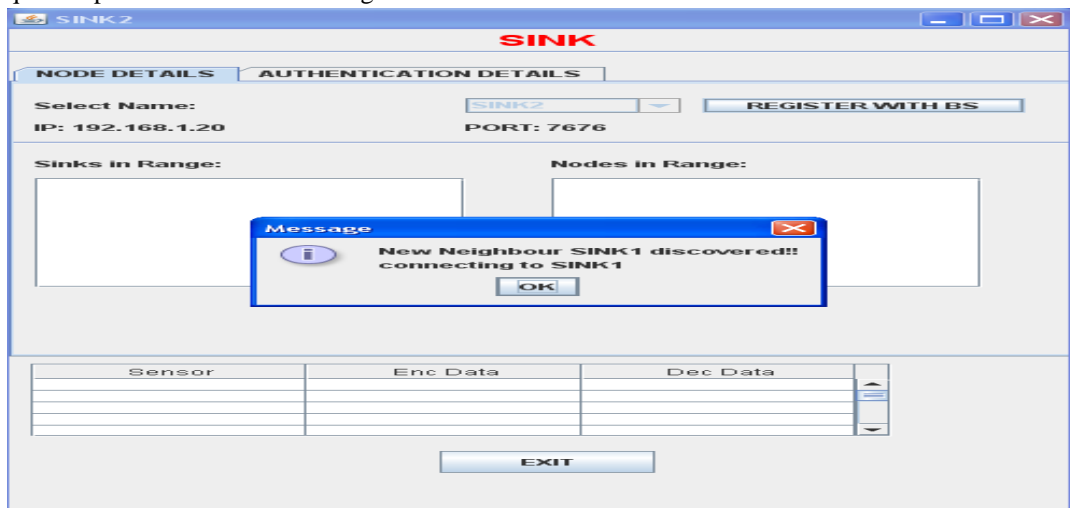 SINK2
SINK
NODE DETAILS AUTHENTICATION DETAILS
Select Name: SINK2 REGISTER WITH BS
IP: 192.168.1.20 PORT: 7676
Sinks in Range: Nodes in Range:
Message
New Neighbour SINK1 discovered!!
connecting to SINK1
OK
Sensor Enc Data Dec Data
EXIT